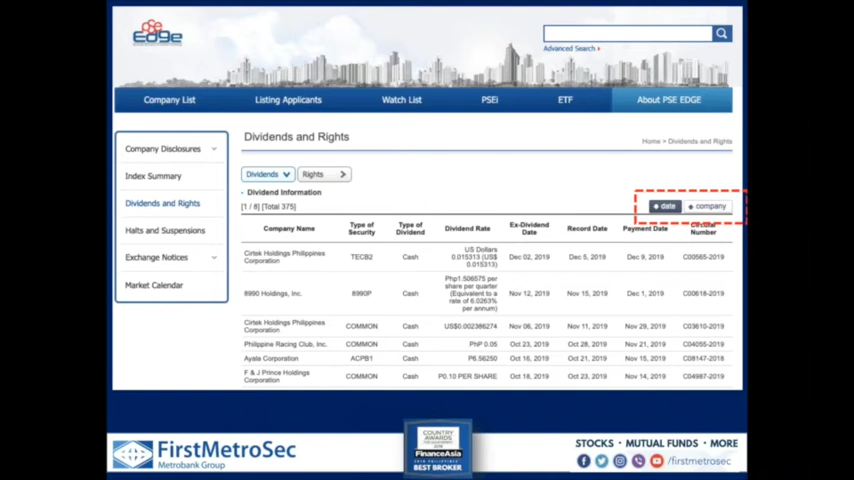 PSE
EDGE
Advanced Search
Company List
Listing Applicants
Watch List
PSEi
ETF
About PSE EDGE
Company Disclosures
Index Summary
Dividends and Rights
Halts and Suspensions
Exchange Notices
Market Calendar
Dividends and Rights
Home > Dividends and Rights
Dividends
Rights
Dividend Information
[1 / 8] [Total 375]
date
company
Company Name Type of Security Type of Dividend Dividend Rate Ex-Dividend Date Record Date Payment Date Circular Number
Cirtek Holdings Philippines Corporation TECB2 Cash US Dollars 0.015313 (US$ 0.015313) Dec 02, 2019 Dec 5, 2019 Dec 9, 2019 C00565-2019
8990 Holdings, Inc. 8990P Cash Php1.506575 per share per quarter (Equivalent to a rate of 6.0263% per annum) Nov 12, 2019 Nov 15, 2019 Dec 1, 2019 C00618-2019
Cirtek Holdings Philippines Corporation COMMON Cash US$0.002386274 Nov 06, 2019 Nov 11, 2019 Nov 29, 2019 C03610-2019
Philippine Racing Club, Inc. COMMON Cash PhP 0.05 Oct 23, 2019 Oct 28, 2019 Nov 21, 2019 C04055-2019
Ayala Corporation ACPB1 Cash P6.56250 Oct 16, 2019 Oct 21, 2019 Nov 15, 2019 C08147-2018
F & J Prince Holdings Corporation COMMON Cash P0.10 PER SHARE Oct 18, 2019 Oct 23, 2019 Nov 14, 2019 C04987-2019
FirstMetroSec
Metrobank Group
COUNTRY
AWARDS
FinanceAsia
BEST BROKER
STOCKS • MUTUAL FUNDS • MORE
/firstmetrosec